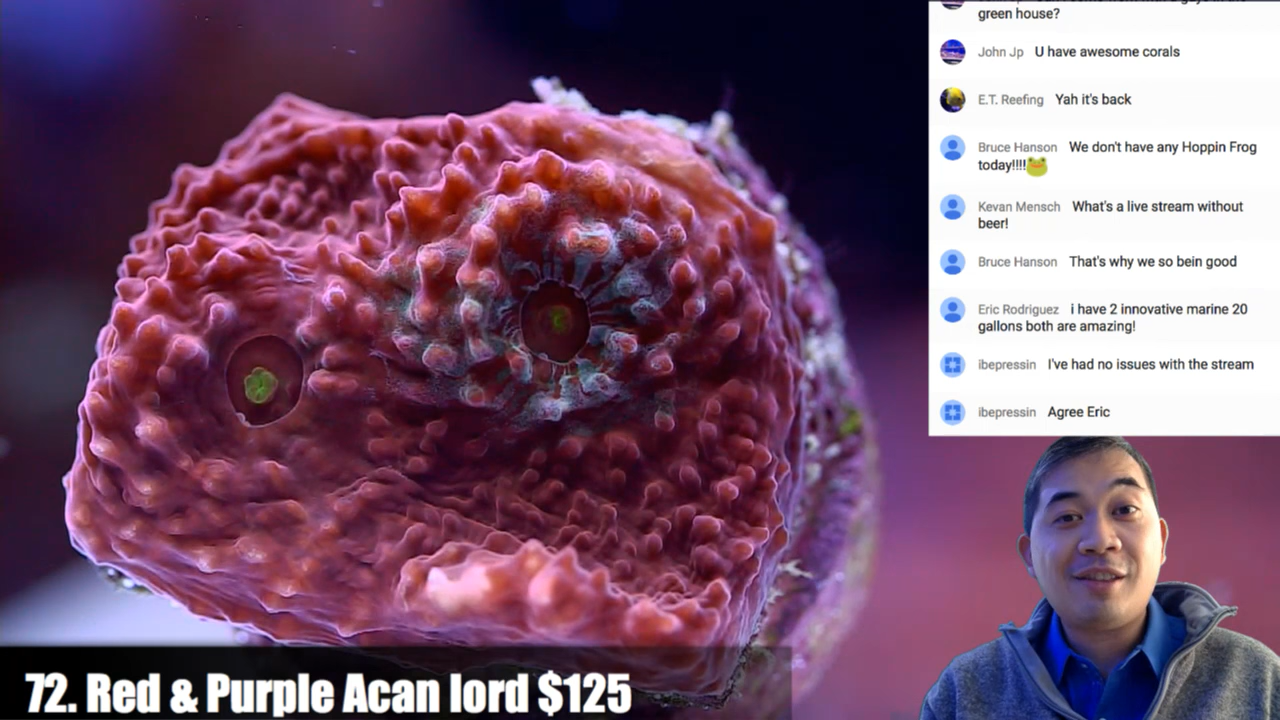 green house?
John Jp U have awesome corals
E.T. Reefing Yah it's back
Bruce Hanson We don't have any Hoppin Frog
today!!!!🐸
Kevan Mensch What's a live stream without
beer!
Bruce Hanson That's why we so bein good
Eric Rodriguez i have 2 innovative marine 20
gallons both are amazing!
ibepressin I've had no issues with the stream
ibepressin Agree Eric
72. Red & Purple Acan lord $125